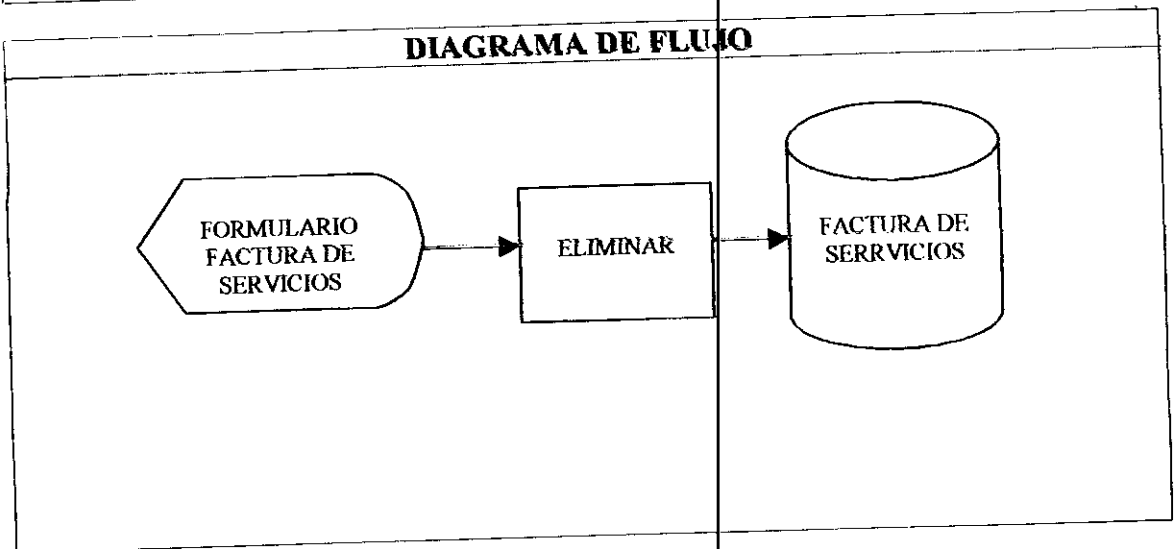 DIAGRAMA DE FLUJO
FORMULARIO
FACTURA DE
SERVICIOS
ELIMINAR
FACTURA DE
SERRVICIOS